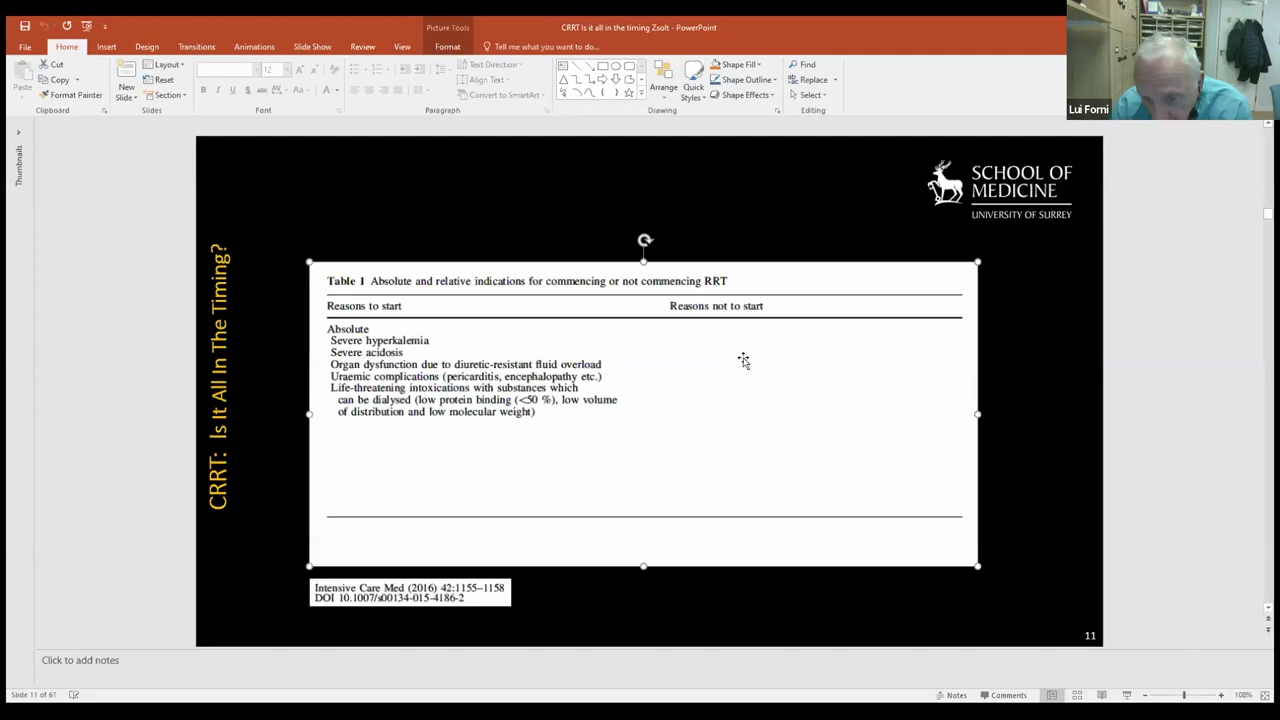 Picture Tools
CRRT Is it all in the timing Zsolt - PowerPoint
File Home Insert Design Transitions Animations Slide Show Review View Format Tell me what you want to do...
Paste
Cut
Copy
Format Painter
Clipboard
New
Slide
Layout
Reset
Section
Slides
12
B I U S abc AV Aa A
Font
Text Direction
Align Text
Convert to SmartArt
Paragraph
Arrange
Quick
Styles
Shape Fill
Shape Outline
Shape Effects
Drawing
Find
Replace
Select
Editing
Lui Forni
Thumbnails
SCHOOL OF
MEDICINE
UNIVERSITY OF SURREY
CRRT: Is It All In The Timing?
Table 1 Absolute and relative indications for commencing or not commencing RRT
Reasons to start Reasons not to start
Absolute
Severe hyperkalemia
Severe acidosis
Organ dysfunction due to diuretic-resistant fluid overload
Uraemic complications (pericarditis, encephalopathy etc.)
Life-threatening intoxications with substances which
can be dialysed (low protein binding (<50 %), low volume
of distribution and low molecular weight)
Intensive Care Med (2016) 42:1155–1158
DOI 10.1007/s00134-015-4186-2
11
Click to add notes
Slide 11 of 61 Notes Comments 108%